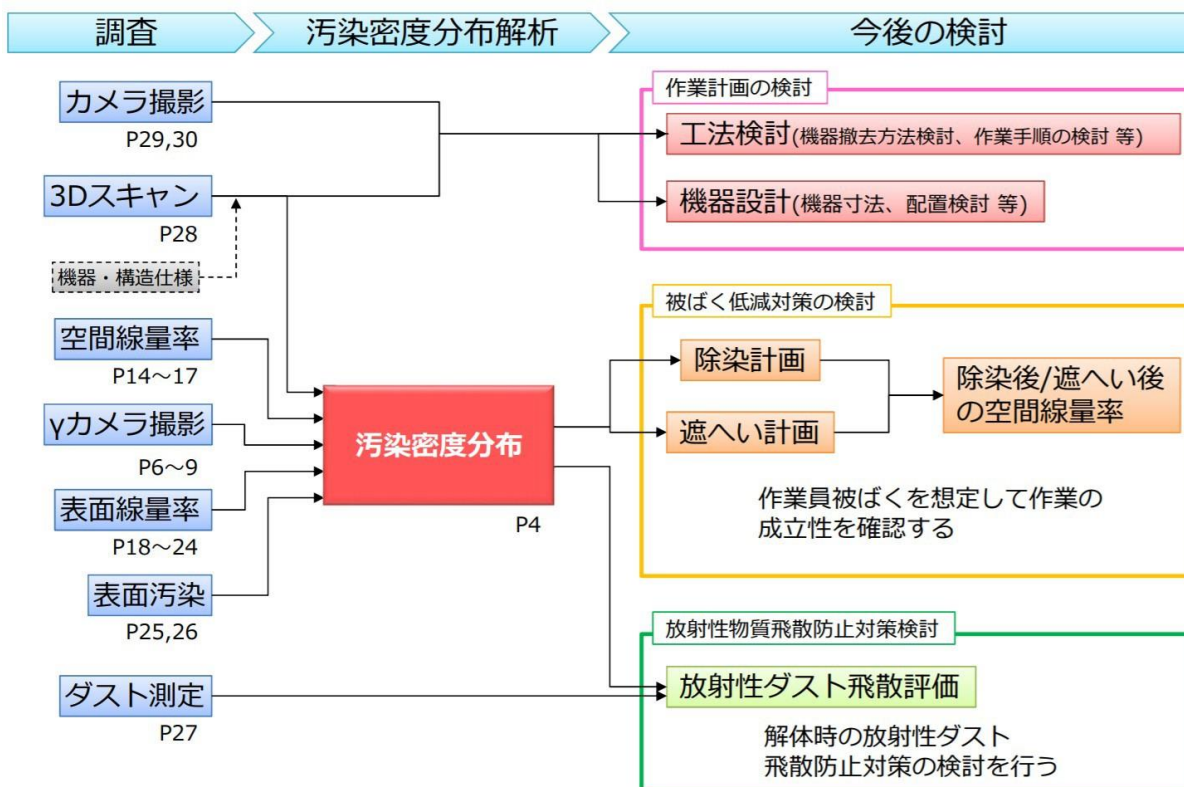 調査
汚染密度分布解析
今後の検討
カメラ撮影
P29,30
3Dスキャン
P28
機器・構造仕様
空間線量率
P14～17
γカメラ撮影
P6～9
表面線量率
P18～24
表面汚染
P25,26
ダスト測定
P27
汚染密度分布
P4
作業計画の検討
工法検討(機器撤去方法検討、作業手順の検討 等)
機器設計(機器寸法、配置検討 等)
被ばく低減対策の検討
除染計画
遮へい計画
除染後/遮へい後
の空間線量率
作業員被ばくを想定して作業の
成立性を確認する
放射性物質飛散防止対策検討
放射性ダスト飛散評価
解体時の放射性ダスト
飛散防止対策の検討を行う